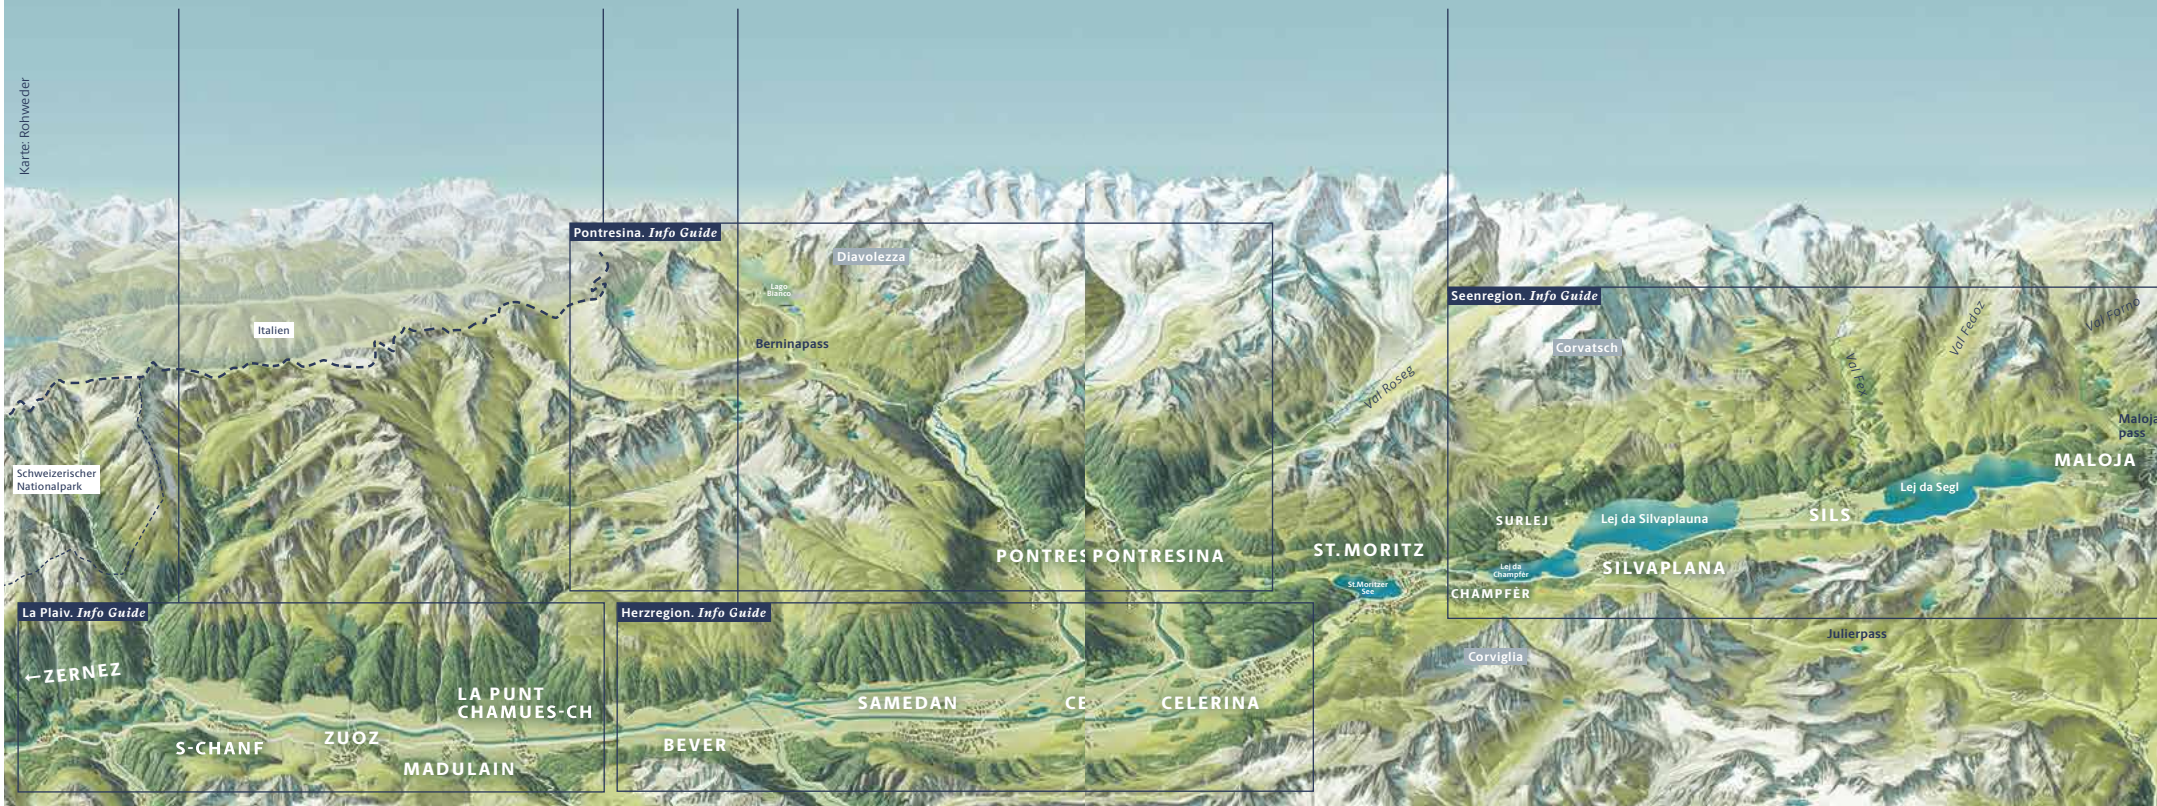 Karte: Rohweder
Pontresina. Info Guide
Diavolezza
Lago
Bianco
Italien
Berninapass
Seenregion. Info Guide
Corvatsch
Val Roseg
Val Fex
Val Fedoz
Val Forno
Maloja
pass
MALOJA
Schweizerischer
Nationalpark
Lej da Segl
SILS
Lej da Silvaplauna
SURLEJ
SILVAPLANA
Lej da
Champfèr
CHAMPFÈR
ST. MORITZ
St.Moritzer
See
PONTRES
PONTRESINA
La Plaiv. Info Guide
Herzregion. Info Guide
Julierpass
Corviglia
←ZERNEZ
LA PUNT
CHAMUES-CH
SAMEDAN
CE
CELERINA
S-CHANF
ZUOZ
MADULAIN
BEVER